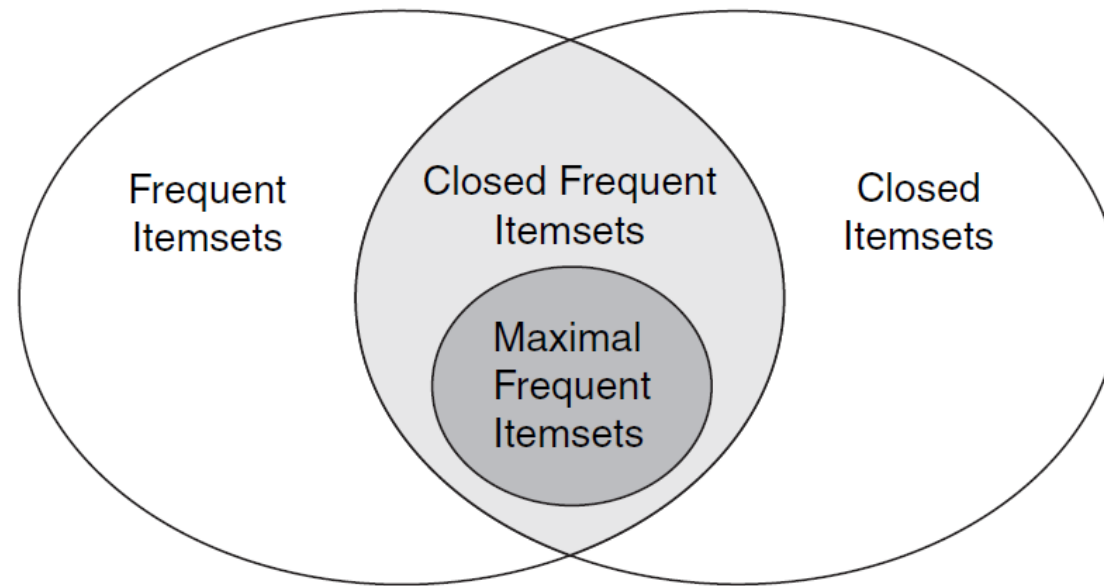 Frequent
Itemsets
Closed Frequent
Itemsets
Closed
Itemsets
Maximal
Frequent
Itemsets